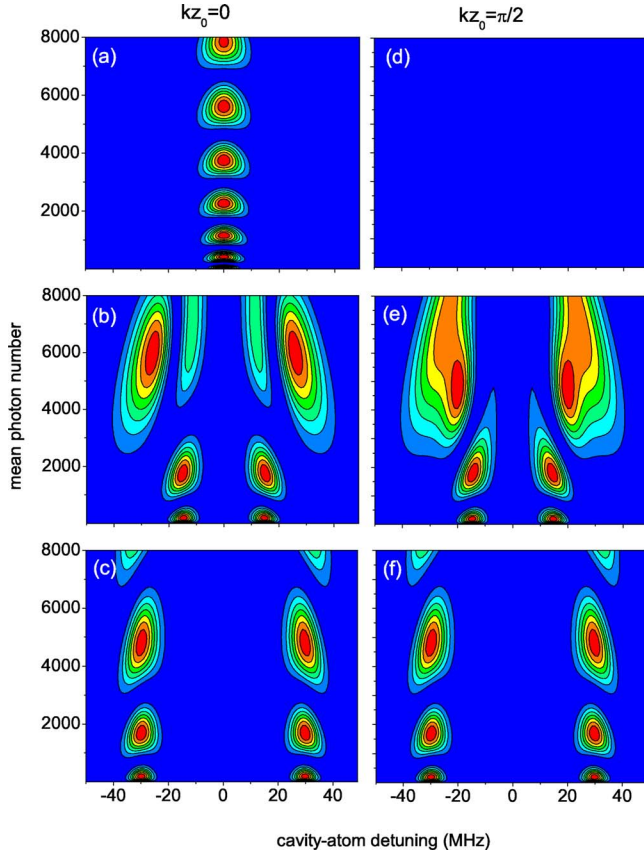 kz₀=0 kz₀=π/2
(a) (d)
8000
6000
4000
2000
(b) (e)
8000
6000
4000
2000
mean photon number
(c) (f)
8000
6000
4000
2000
-40 -20 0 20 40 -40 -20 0 20 40
cavity-atom detuning (MHz)